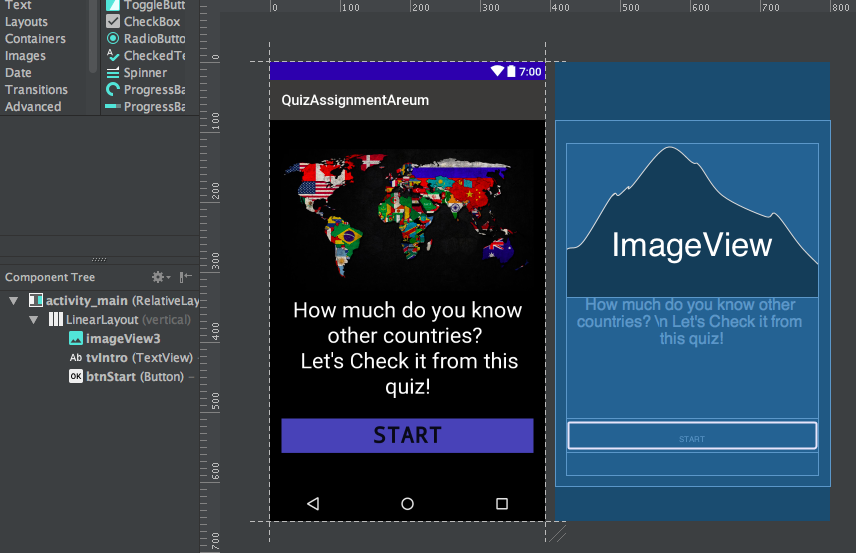 Text
Layouts
Containers
Images
Date
Transitions
Advanced
ToggleButt
CheckBox
RadioButto
CheckedTe
Spinner
ProgressBa
ProgressBa
Component Tree
activity_main (RelativeLay
LinearLayout (vertical)
imageView3
Ab tvIntro (TextView) –
OK btnStart (Button) –
0 100 200 300 400 500 600 700 800
0
100
200
300
400
500
600
700
7:00
QuizAssignmentAreum
How much do you know
other countries?
Let's Check it from this
quiz!
START
ImageView
How much do you know other
countries? \n Let's Check it from this
quiz!
START